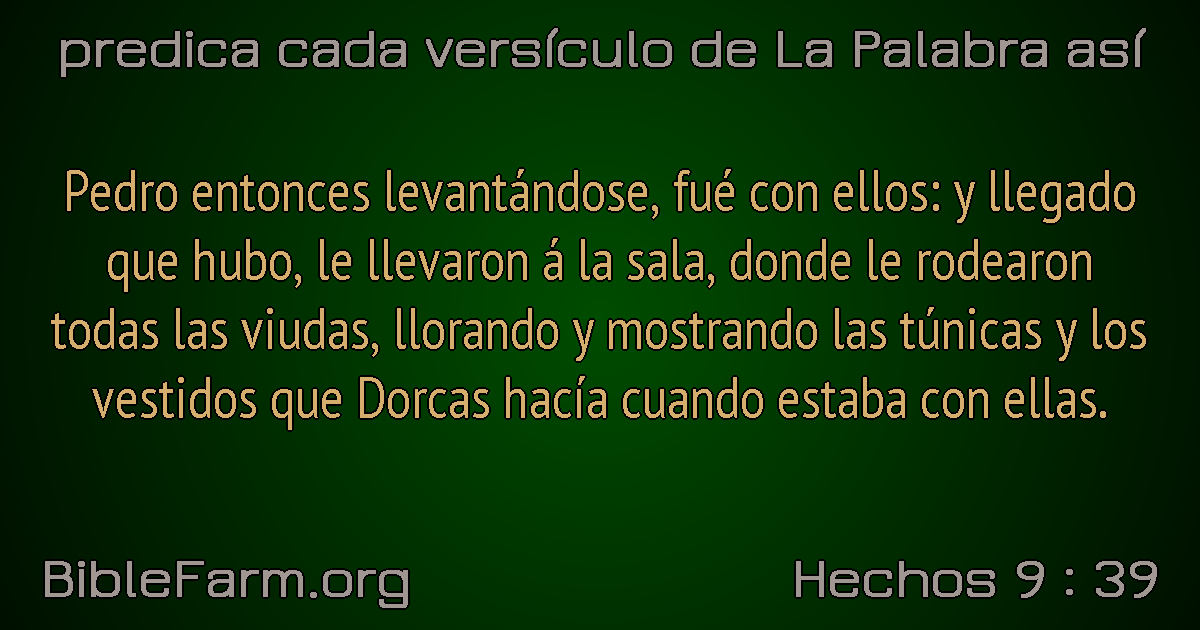 predica cada versículo de La Palabra así
Pedro entonces levantándose, fué con ellos: y llegado
que hubo, le llevaron á la sala, donde le rodearon
todas las viudas, llorando y mostrando las túnicas y los
vestidos que Dorcas hacía cuando estaba con ellas.
BibleFarm.org
Hechos 9 : 39